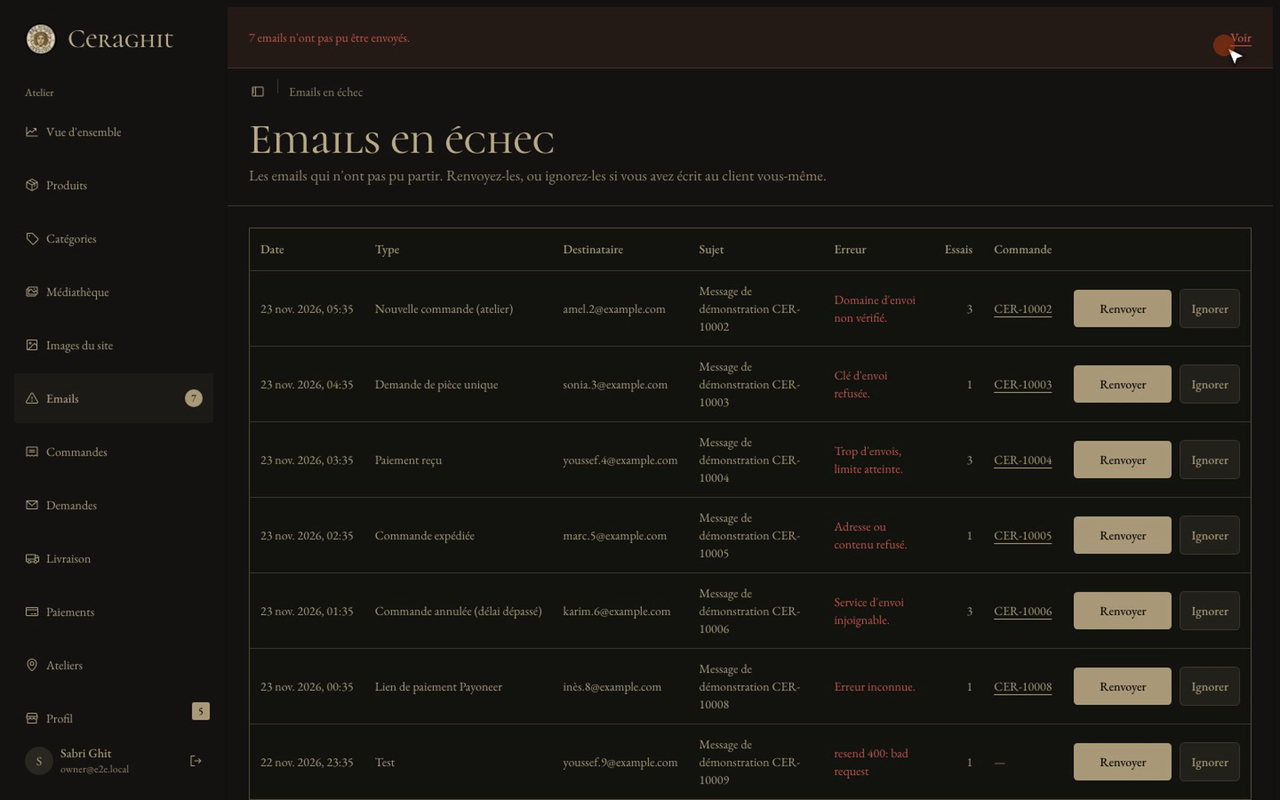 Ceraghit
7 emails n'ont pas pu être envoyés.
Voir
Atelier
Vue d'ensemble
Produits
Catégories
Médiathèque
Images du site
Emails
7
Commandes
Demandes
Livraison
Paiements
Ateliers
Profil
5
S
Sabri Ghit
owner@e2e.local
Emails en échec
Emails en échec
Les emails qui n'ont pas pu partir. Renvoyez-les, ou ignorez-les si vous avez écrit au client vous-même.
Date Type Destinataire Sujet Erreur Essais Commande
23 nov. 2026, 05:35 Nouvelle commande (atelier) amel.2@example.com
Message de
démonstration CER-
10002
Domaine d'envoi
non vérifié.
3 CER-10002 Renvoyer Ignorer
23 nov. 2026, 04:35 Demande de pièce unique sonia.3@example.com
Message de
démonstration CER-
10003
Clé d'envoi
refusée.
1 CER-10003 Renvoyer Ignorer
23 nov. 2026, 03:35 Paiement reçu youssef.4@example.com
Message de
démonstration CER-
10004
Trop d'envois,
limite atteinte.
3 CER-10004 Renvoyer Ignorer
23 nov. 2026, 02:35 Commande expédiée marc.5@example.com
Message de
démonstration CER-
10005
Adresse ou
contenu refusé.
1 CER-10005 Renvoyer Ignorer
23 nov. 2026, 01:35 Commande annulée (délai dépassé) karim.6@example.com
Message de
démonstration CER-
10006
Service d'envoi
injoignable.
3 CER-10006 Renvoyer Ignorer
23 nov. 2026, 00:35 Lien de paiement Payoneer inès.8@example.com
Message de
démonstration CER-
10008
Erreur inconnue.
1 CER-10008 Renvoyer Ignorer
22 nov. 2026, 23:35 Test youssef.9@example.com
Message de
démonstration CER-
10009
resend 400: bad
request
1 — Renvoyer Ignorer